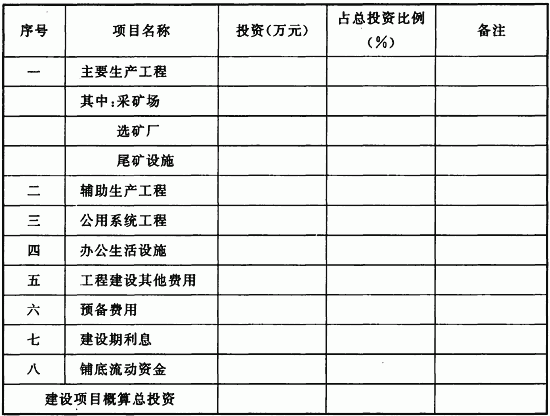 序号 项目名称 投资(万元) 占总投资比例(%) 备注
一 主要生产工程
其中:采矿场
选矿厂
尾矿设施
二 辅助生产工程
三 公用系统工程
四 办公生活设施
五 工程建设其他费用
六 预备费用
七 建设期利息
八 铺底流动资金
建设项目概算总投资